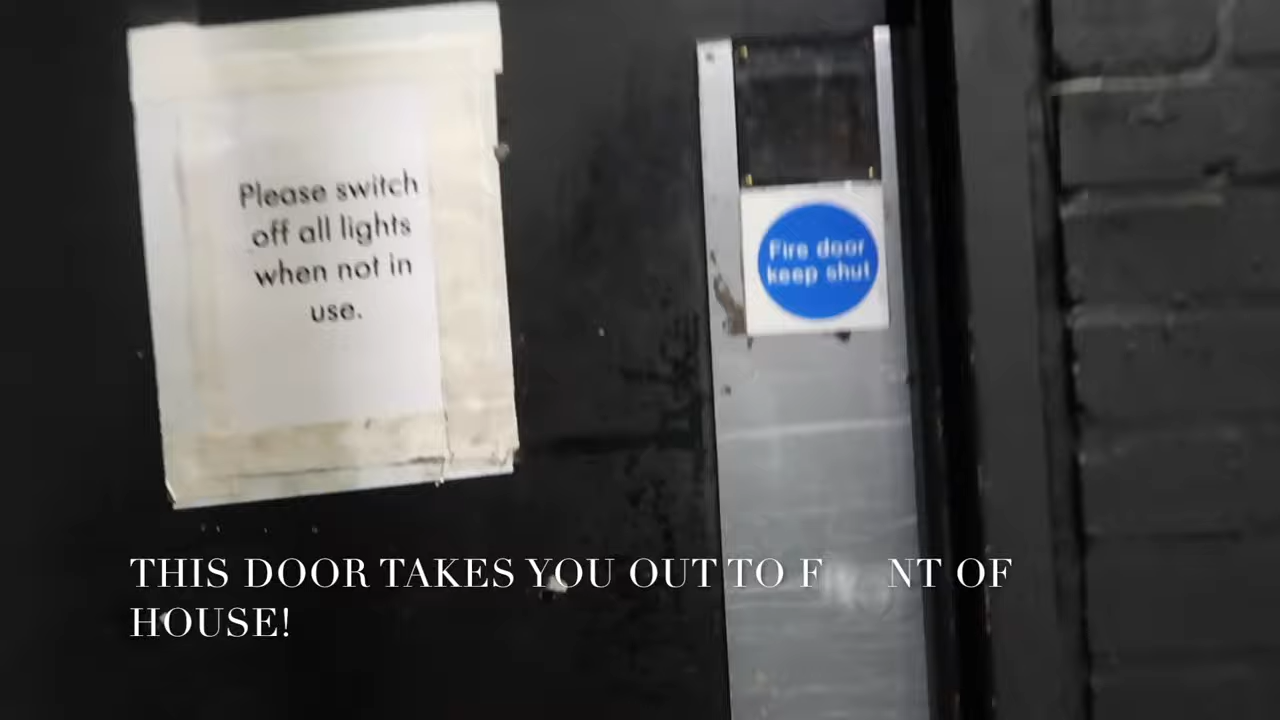 Please switch
off all lights
when not in
use.
Fire door
keep shut
THIS DOOR TAKES YOU OUT TO F NT OF
HOUSE!